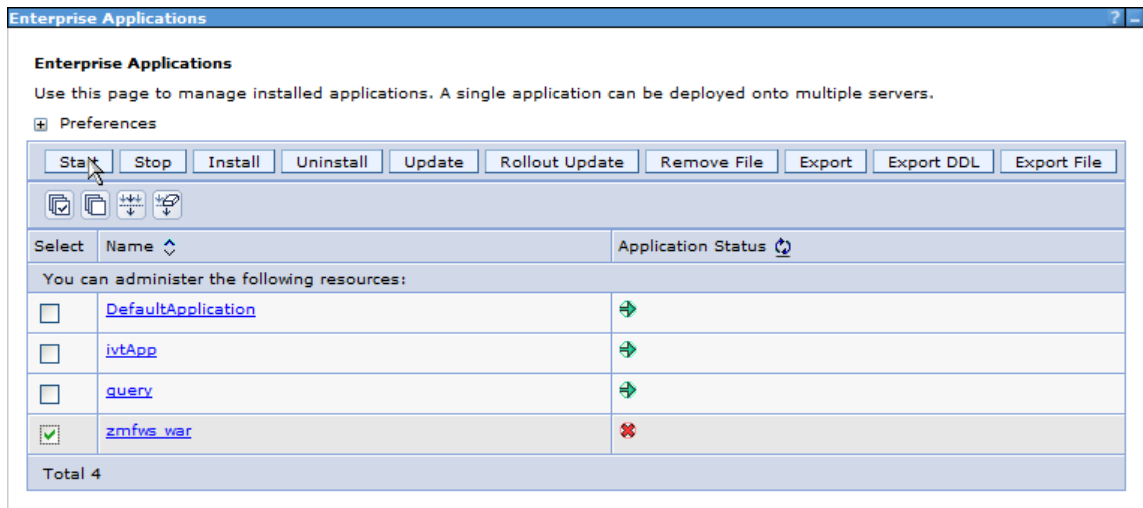 Enterprise Applications ? -
Enterprise Applications
Use this page to manage installed applications. A single application can be deployed onto multiple servers.
+ Preferences
Start Stop Install Uninstall Update Rollout Update Remove File Export Export DDL Export File
Select Name Application Status
You can administer the following resources:
DefaultApplication
ivtApp
query
zmfws_war
Total 4